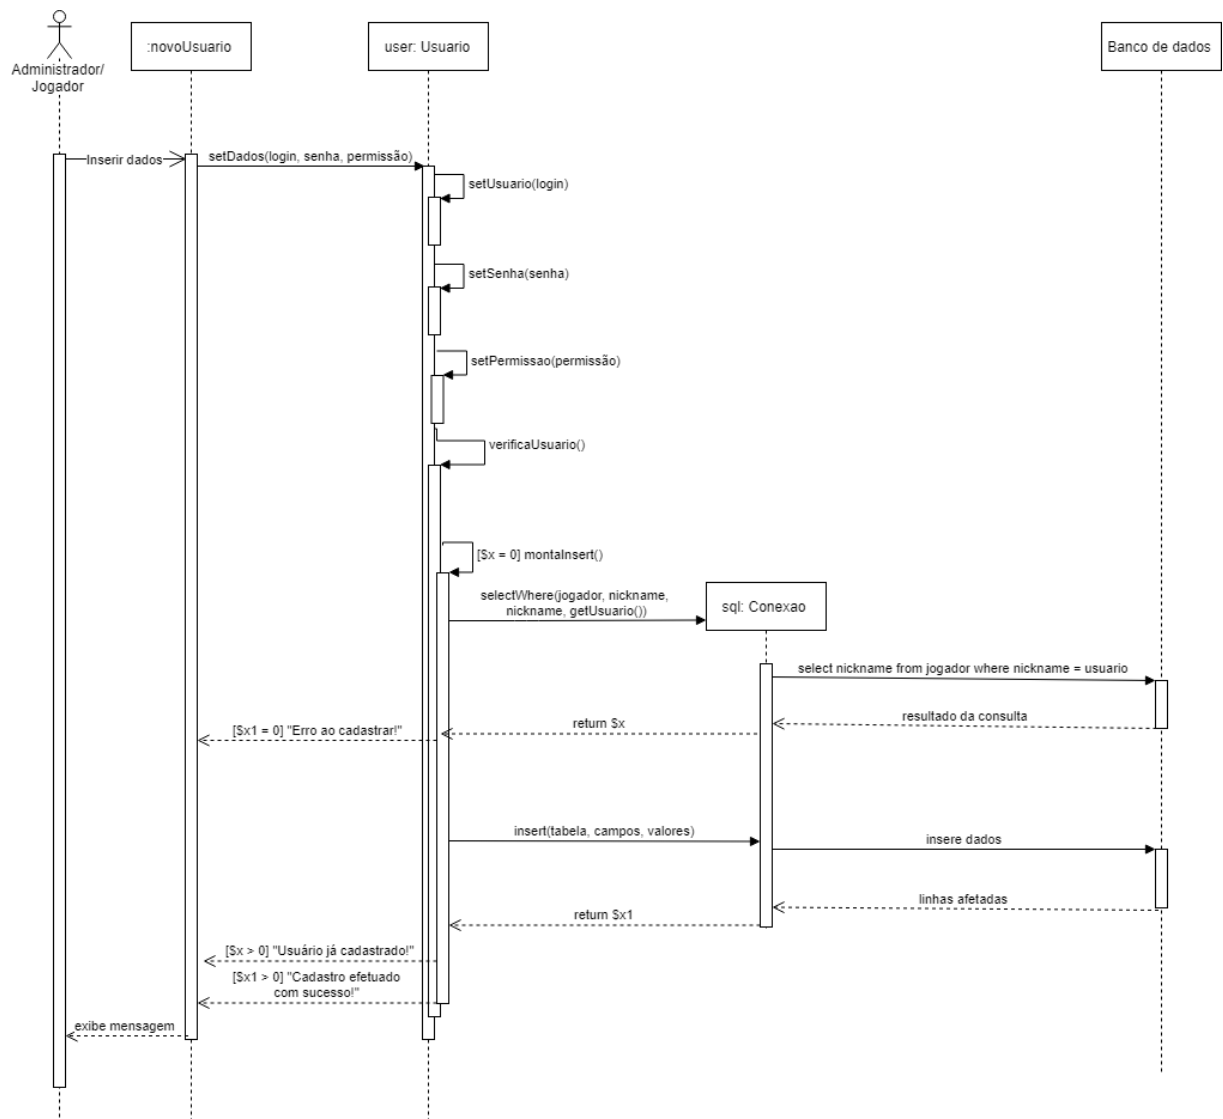 :novoUsuario
user: Usuario
Banco de dados
Administrador/
Jogador
Inserir dados
setDados(login, senha, permissão)
setUsuario(login)
setSenha(senha)
setPermissao(permissão)
verificaUsuario()
[$x = 0] montaInsert()
selectWhere(jogador, nickname,
nickname, getUsuario())
sql: Conexao
select nickname from jogador where nickname = usuario
resultado da consulta
return $x
[$x1 = 0] "Erro ao cadastrar!"
insert(tabela, campos, valores)
insere dados
linhas afetadas
return $x1
[$x > 0] "Usuário já cadastrado!"
[$x1 > 0] "Cadastro efetuado
com sucesso!"
exibe mensagem